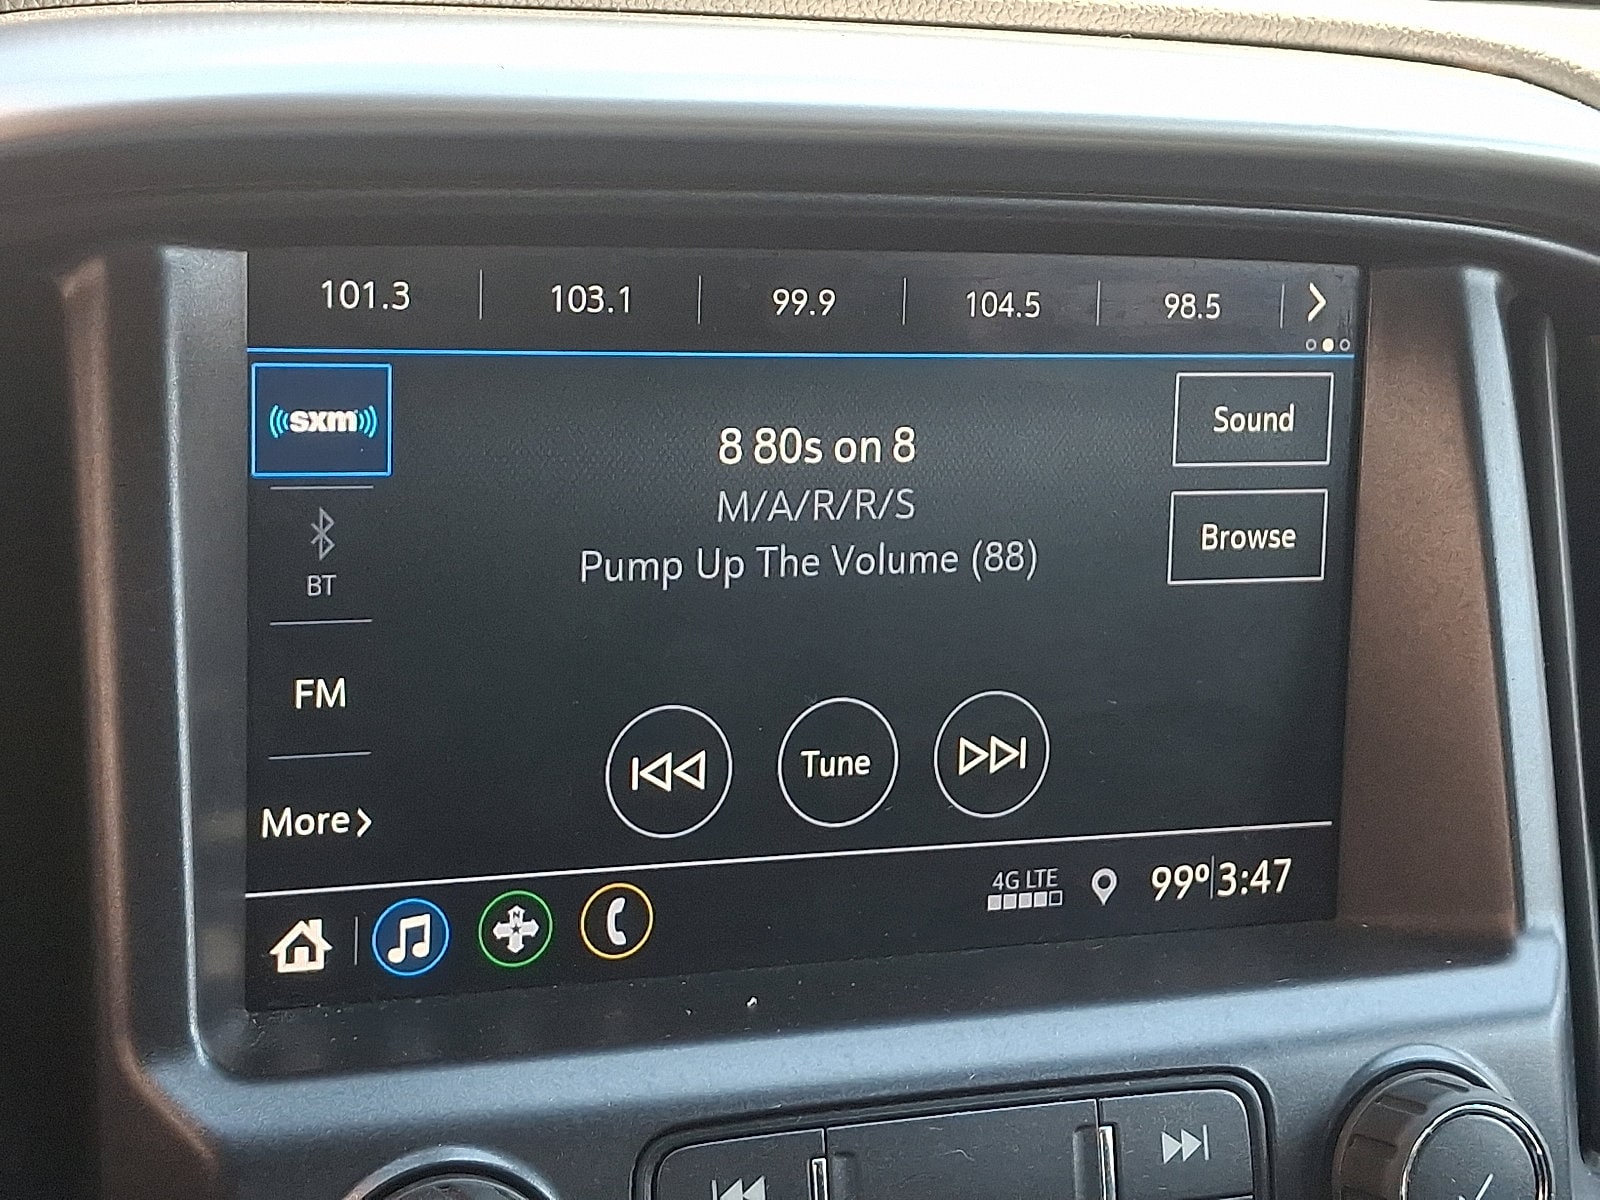 101.3 103.1 99.9 104.5 98.5
sxm
8 80s on 8
Sound
M/A/R/R/S
Browse
Pump Up The Volume (88)
BT
FM
Tune
More
4G LTE
99° 3:47
N